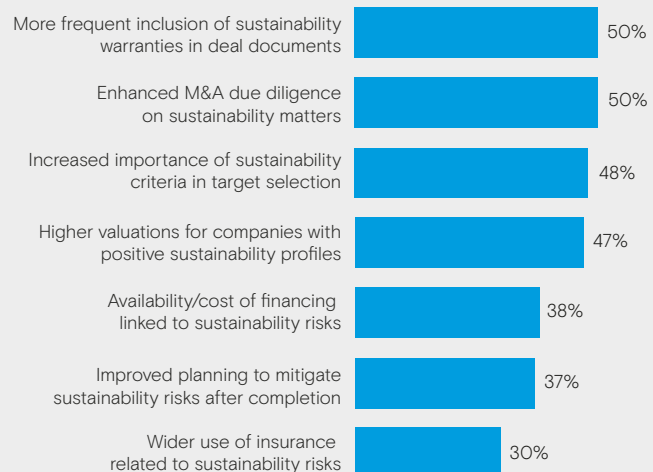 More frequent inclusion of sustainability
warranties in deal documents
50%
Enhanced M&A due diligence
on sustainability matters
50%
Increased importance of sustainability
criteria in target selection
48%
Higher valuations for companies with
positive sustainability profiles
47%
Availability/cost of financing
linked to sustainability risks
38%
Improved planning to mitigate
sustainability risks after completion
37%
Wider use of insurance
related to sustainability risks
30%